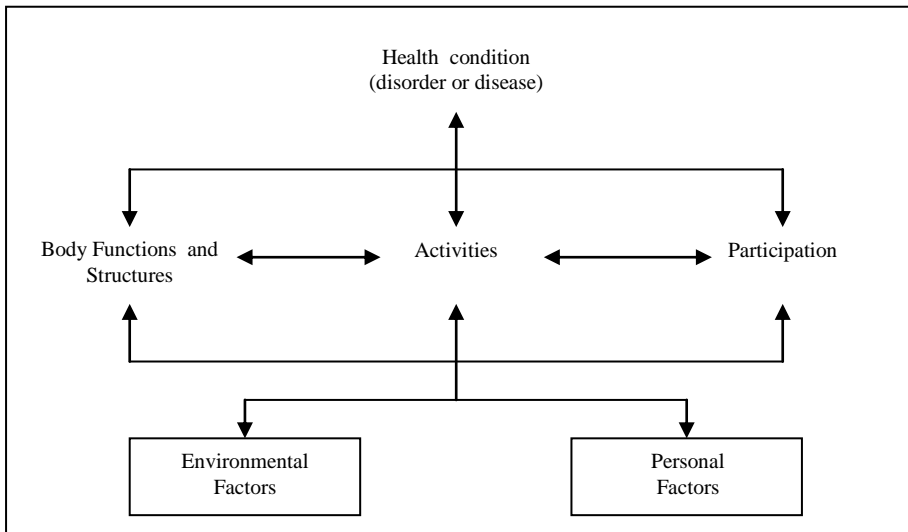 Health condition
(disorder or disease)
Body Functions and
Structures
Activities
Participation
Environmental
Factors
Personal
Factors